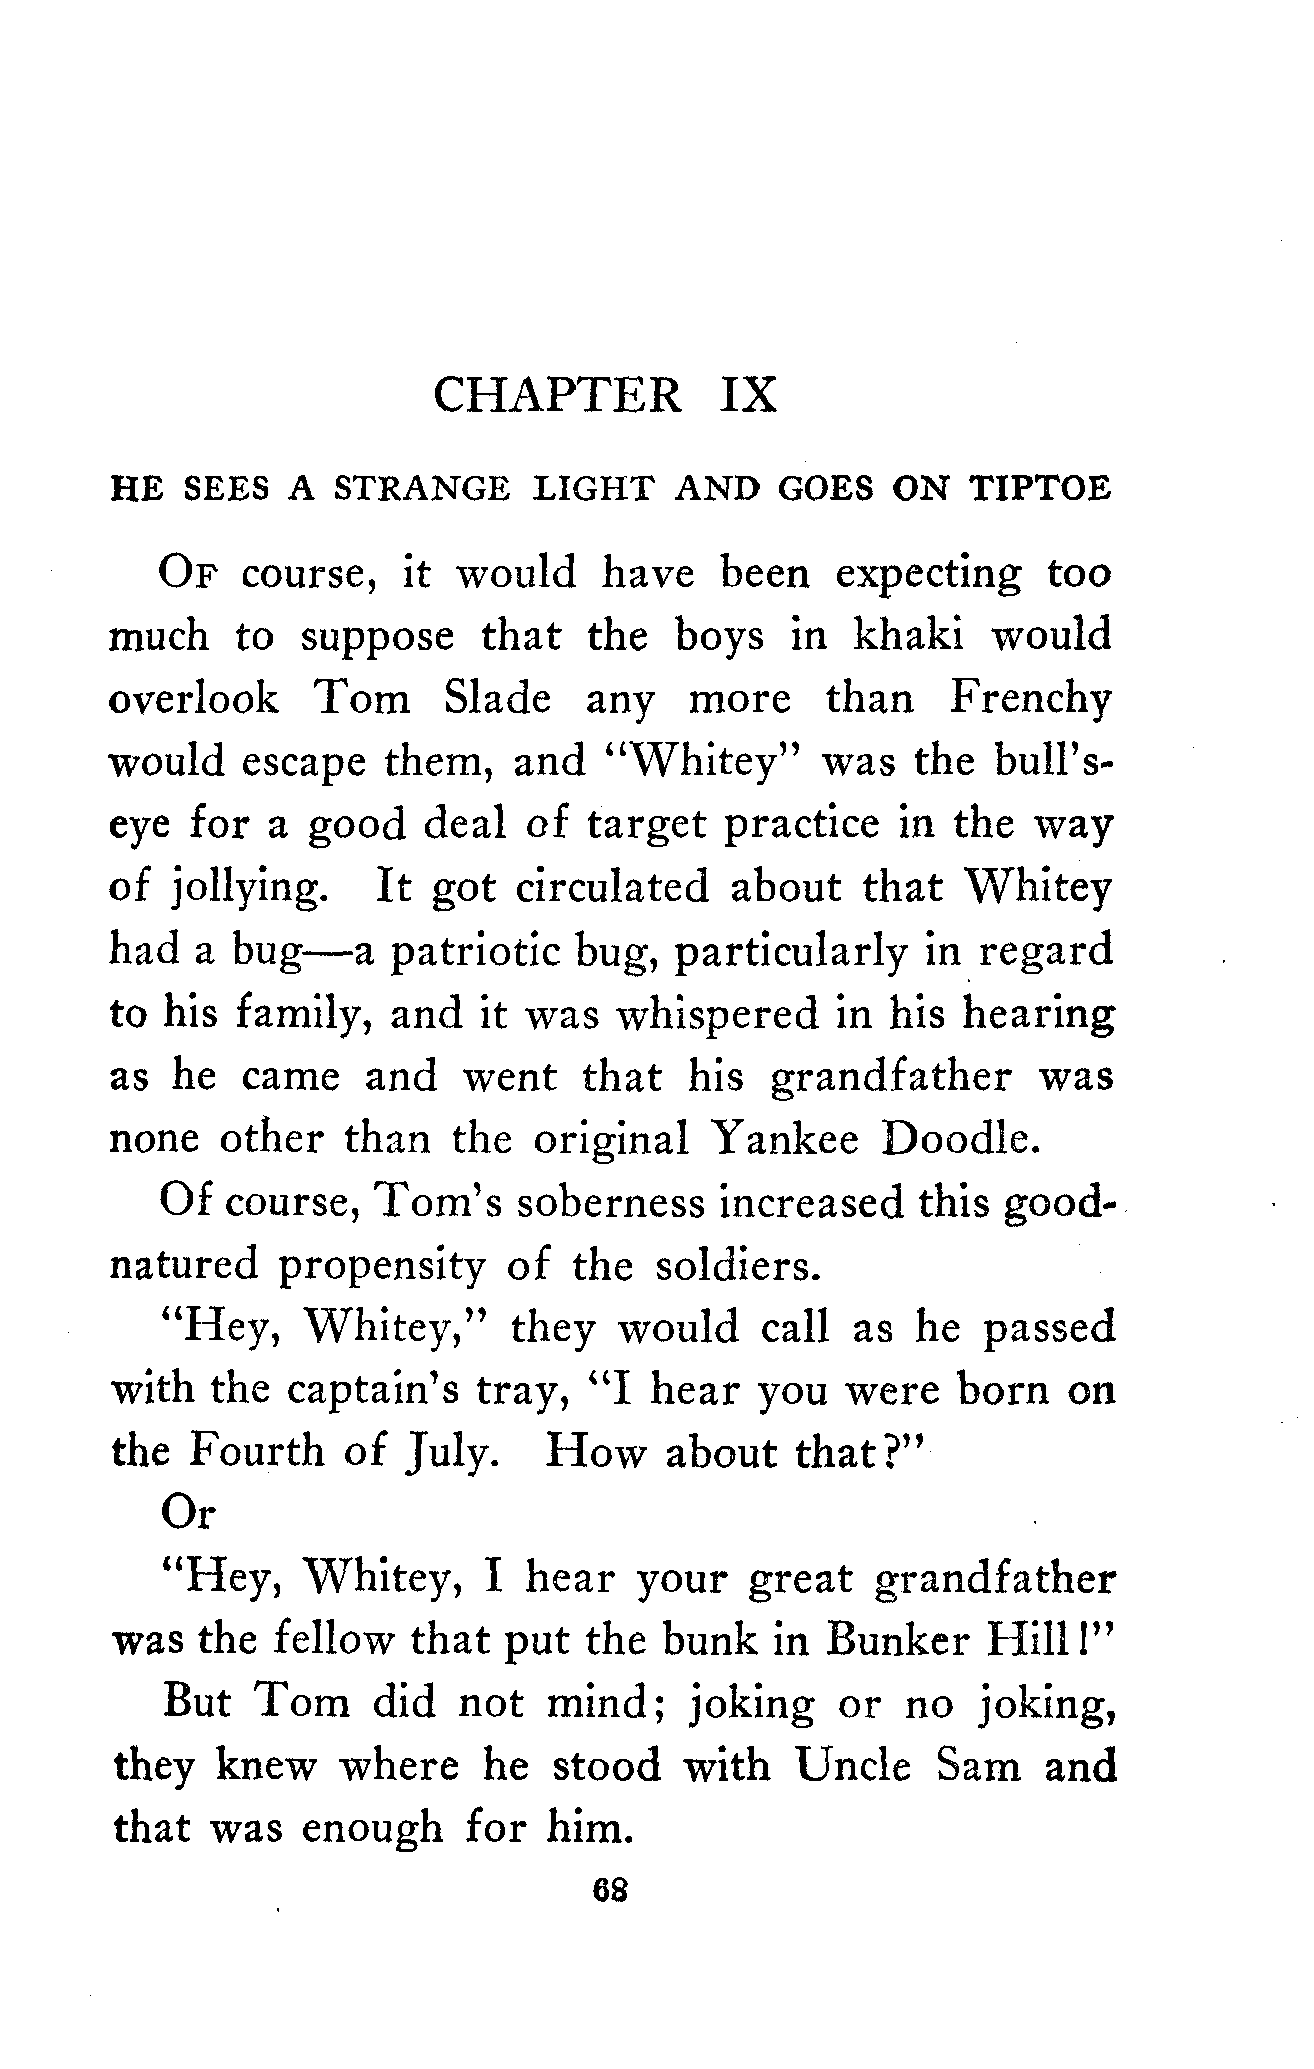 CHAPTER IX
HE SEES A STRANGE LIGHT AND GOES ON TIPTOE
OF course, it would have been expecting too
much to suppose that the boys in khaki would
overlook Tom Slade any more than Frenchy
would escape them, and "Whitey" was the bull's-
eye for a good deal of target practice in the way
of jollying. It got circulated about that Whitey
had a bug—a patriotic bug, particularly in regard
to his family, and it was whispered in his hearing
as he came and went that his grandfather was
none other than the original Yankee Doodle.
Of course, Tom's soberness increased this good-
natured propensity of the soldiers.
"Hey, Whitey," they would call as he passed
with the captain's tray, "I hear you were born on
the Fourth of July. How about that?"
Or
"Hey, Whitey, I hear your great grandfather
was the fellow that put the bunk in Bunker Hill!"
But Tom did not mind; joking or no joking,
they knew where he stood with Uncle Sam and
that was enough for him.
68